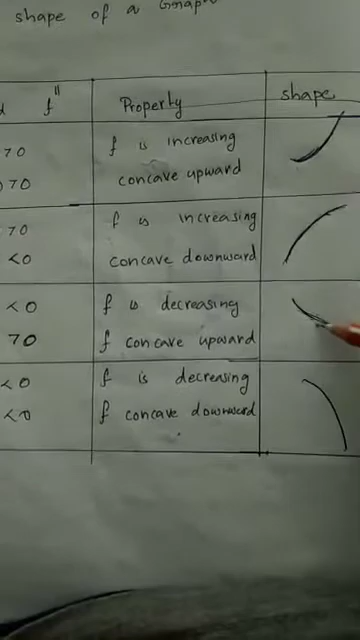 shape of a Graph
f" Property shape
>0 f is increasing
>0 concave upward
>0 f is increasing
<0 concave downward
<0 f is decreasing
>0 f concave upward
<0 f is decreasing
<0 f concave downward